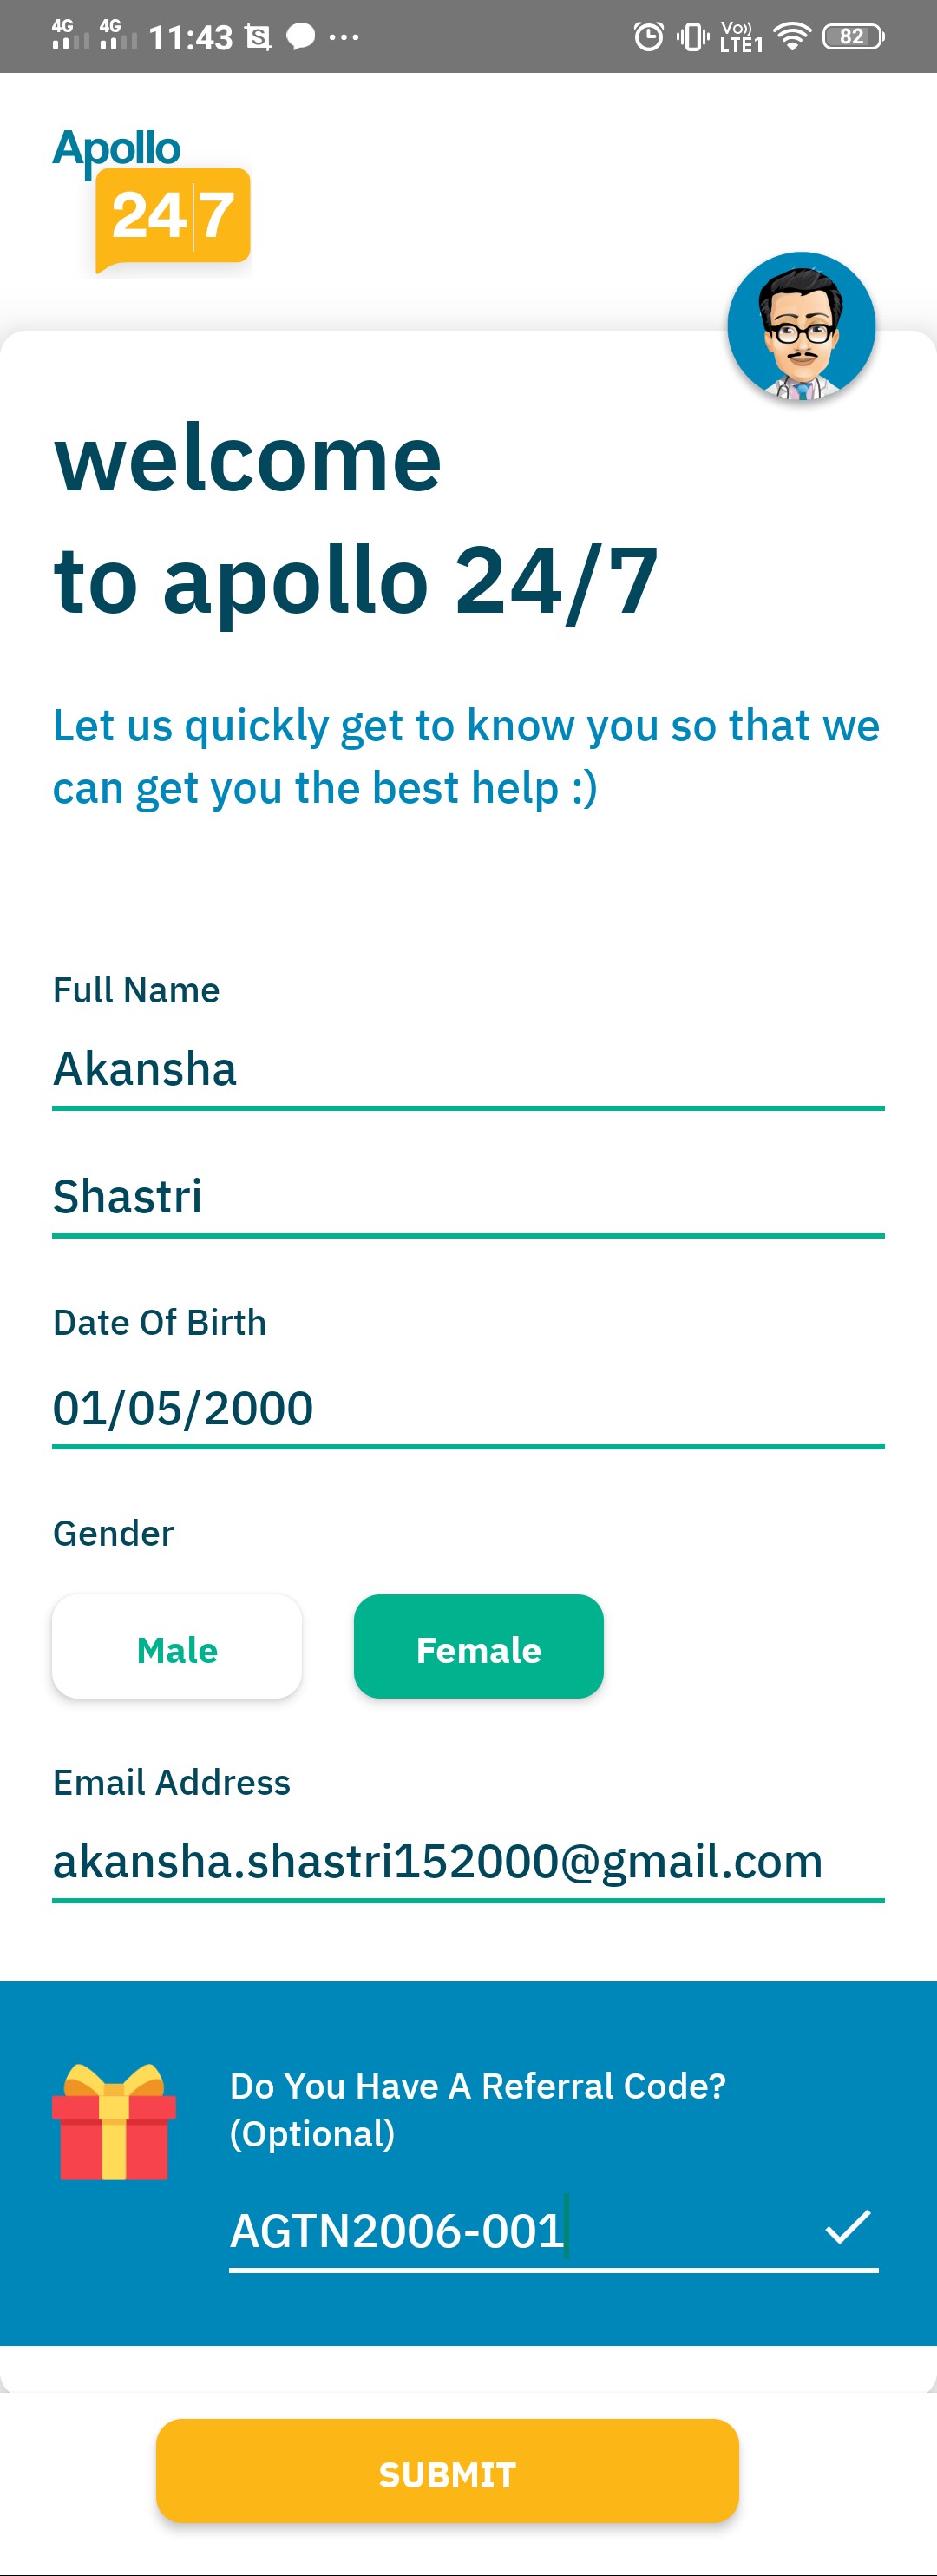 4G 4G 11:43 Vo)) LTE1 82
Apollo
24|7
welcome
to apollo 24/7
Let us quickly get to know you so that we
can get you the best help :)
Full Name
Akansha
Shastri
Date Of Birth
01/05/2000
Gender
Male Female
Email Address
akansha.shastri152000@gmail.com
Do You Have A Referral Code?
(Optional)
AGTN2006-001
SUBMIT